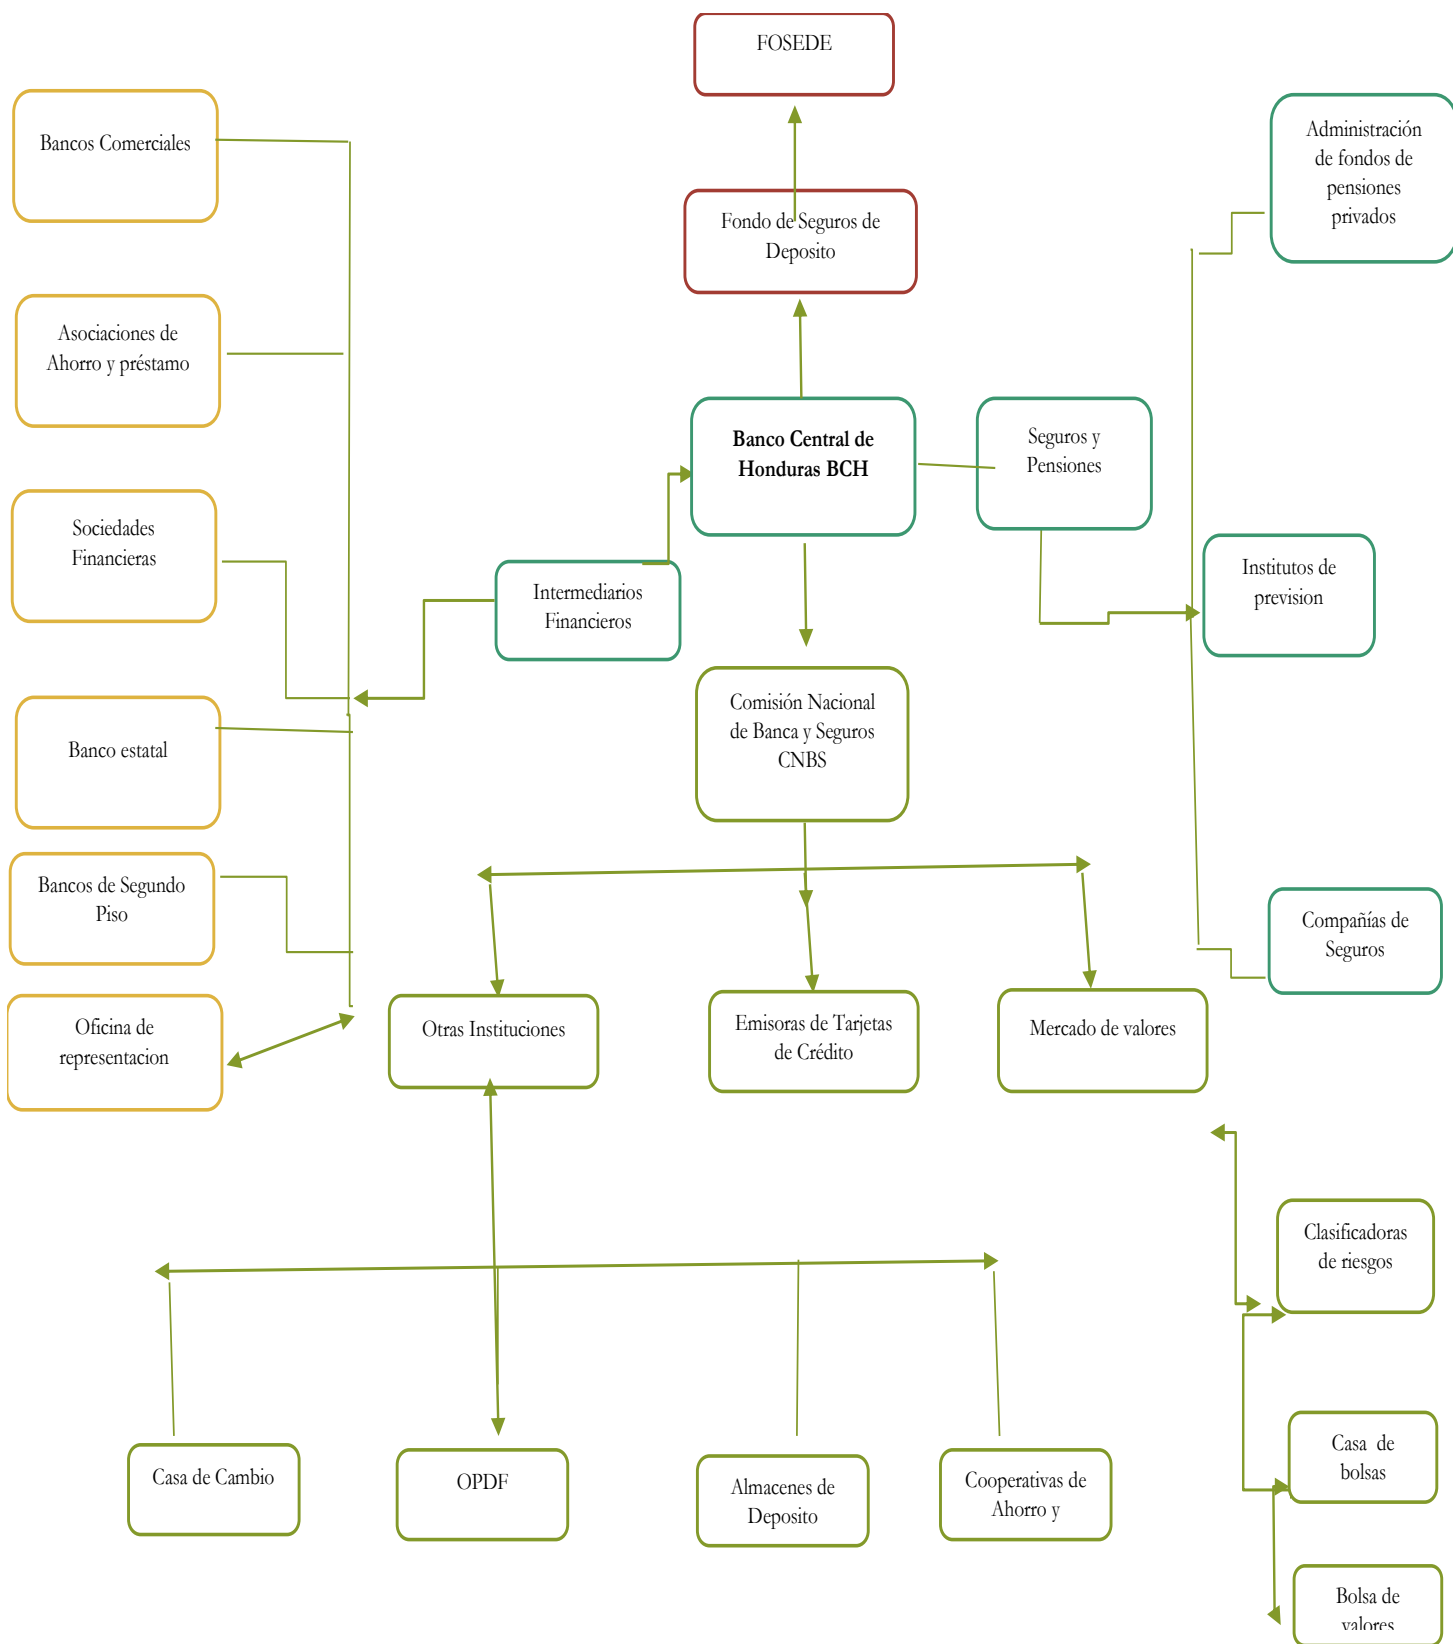 FOSEDE
Bancos Comerciales
Administración
de fondos de
pensiones
privados
Fondo de Seguros de
Deposito
Asociaciones de
Ahorro y préstamo
Banco Central de
Honduras BCH
Seguros y
Pensiones
Sociedades
Financieras
Intermediarios
Financieros
Institutos de
prevision
Comisión Nacional
de Banca y Seguros
CNBS
Banco estatal
Bancos de Segundo
Piso
Compañías de
Seguros
Oficina de
representacion
Otras Instituciones
Emisoras de Tarjetas
de Crédito
Mercado de valores
Clasificadoras
de riesgos
Casa de
bolsas
Casa de Cambio
OPDF
Almacenes de
Deposito
Cooperativas de
Ahorro y
Bolsa de
valores